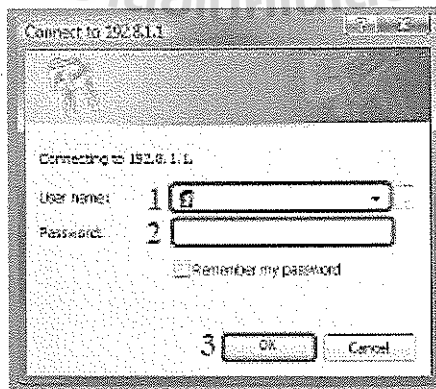 Connect to 192.8.1.1
Connecting to 192.8.1.1.
User name: 1
Password: 2
Remember my password
3 OK Cancel